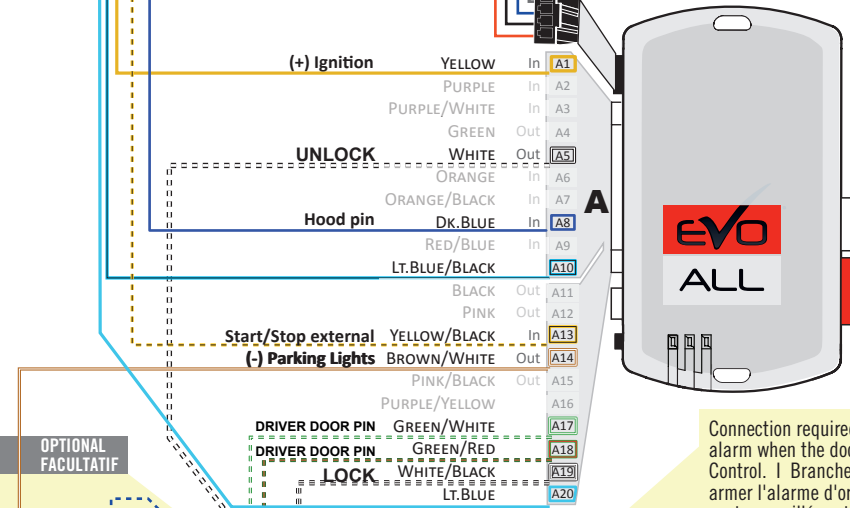 (+) Ignition YELLOW In A1
PURPLE In A2
PURPLE/WHITE In A3
GREEN Out A4
UNLOCK WHITE Out A5
ORANGE In A6
ORANGE/BLACK In A7
A
Hood pin DK.BLUE In A8
RED/BLUE In A9
LT.BLUE/BLACK A10
BLACK Out A11
PINK Out A12
Start/Stop external YELLOW/BLACK In A13
(-) Parking Lights BROWN/WHITE Out A14
PINK/BLACK Out A15
PURPLE/YELLOW A16
DRIVER DOOR PIN GREEN/WHITE A17
DRIVER DOOR PIN GREEN/RED A18
LOCK WHITE/BLACK A19
LT.BLUE A20
EVO
ALL
1 2 3
OPTIONAL
FACULTATIF
Connection required
alarm when the doo
Control. I Branche
armer l'alarme d'or